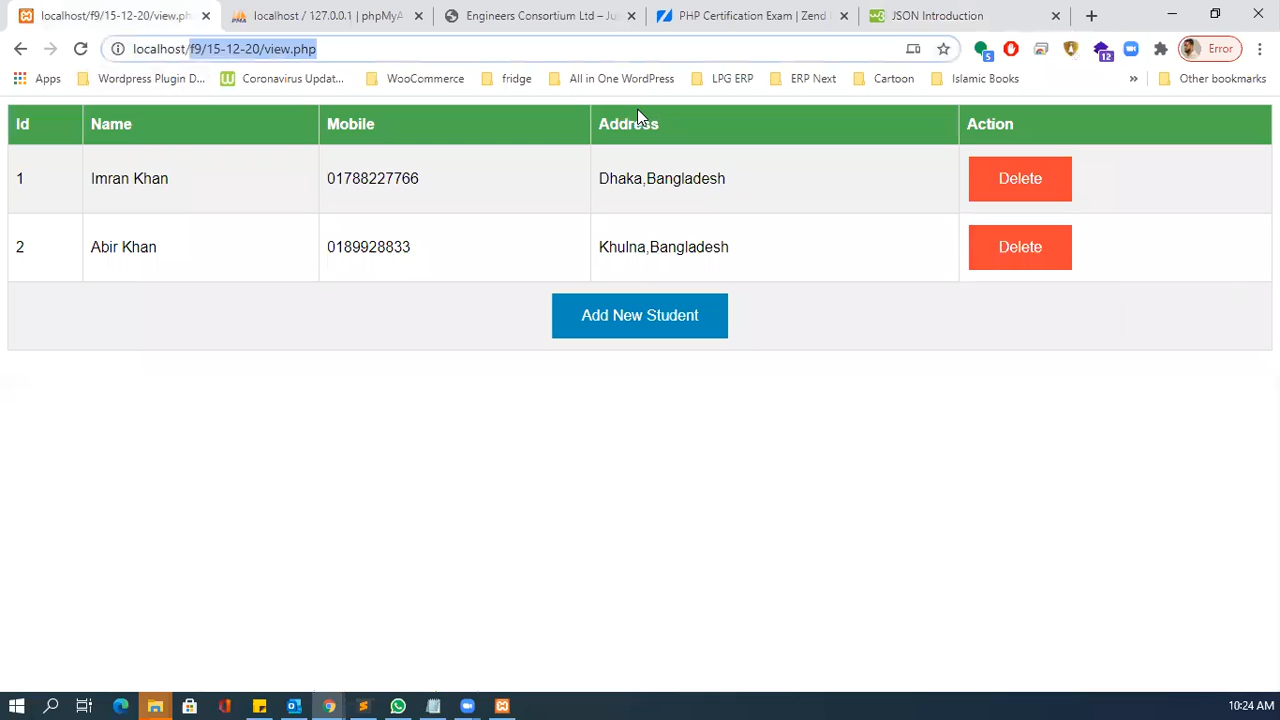 localhost/f9/15-12-20/view.ph
localhost / 127.0.0.1 | phpMyA
Engineers Consortium Ltd – Ju
PHP Certification Exam | Zend
JSON Introduction
localhost/f9/15-12-20/view.php
5
12
Error
Apps
Wordpress Plugin D...
Coronavirus Updat...
WooCommerce
fridge
All in One WordPress
LPG ERP
ERP Next
Cartoon
Islamic Books
»
Other bookmarks
Id Name Mobile Address Action
1 Imran Khan 01788227766 Dhaka,Bangladesh Delete
2 Abir Khan 0189928833 Khulna,Bangladesh Delete
Add New Student
10:24 AM